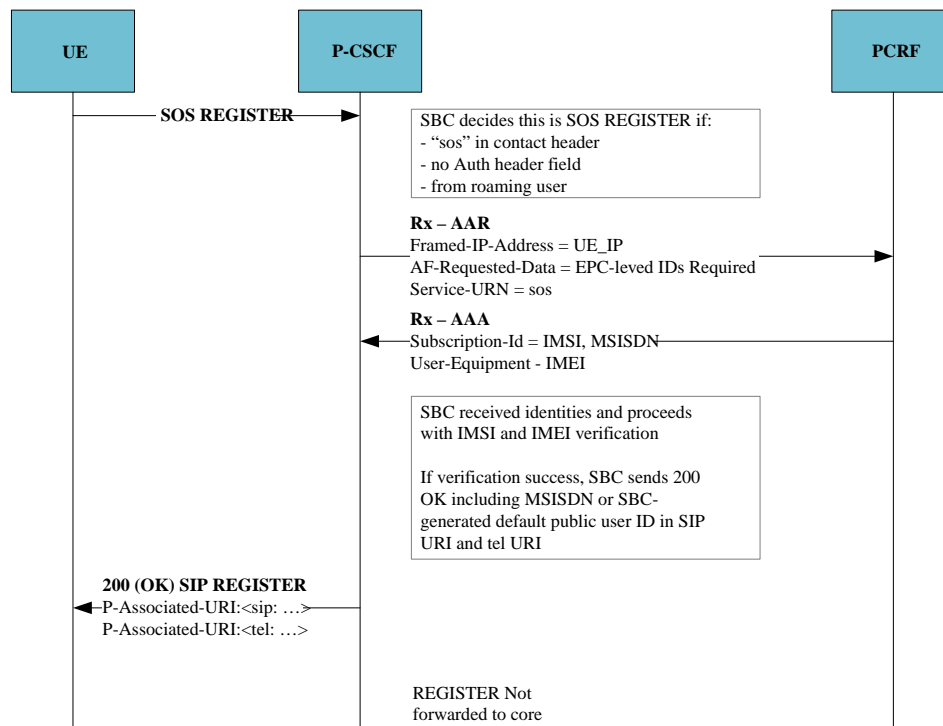 UE
P-CSCF
PCRF
SOS REGISTER
SBC decides this is SOS REGISTER if:
- “sos” in contact header
- no Auth header field
- from roaming user
Rx – AAR
Framed-IP-Address = UE_IP
AF-Requested-Data = EPC-leved IDs Required
Service-URN = sos
Rx – AAA
Subscription-Id = IMSI, MSISDN
User-Equipment - IMEI
SBC received identities and proceeds
with IMSI and IMEI verification
If verification success, SBC sends 200
OK including MSISDN or SBC-
generated default public user ID in SIP
URI and tel URI
200 (OK) SIP REGISTER
P-Associated-URI:<sip: …>
P-Associated-URI:<tel: …>
REGISTER Not
forwarded to core